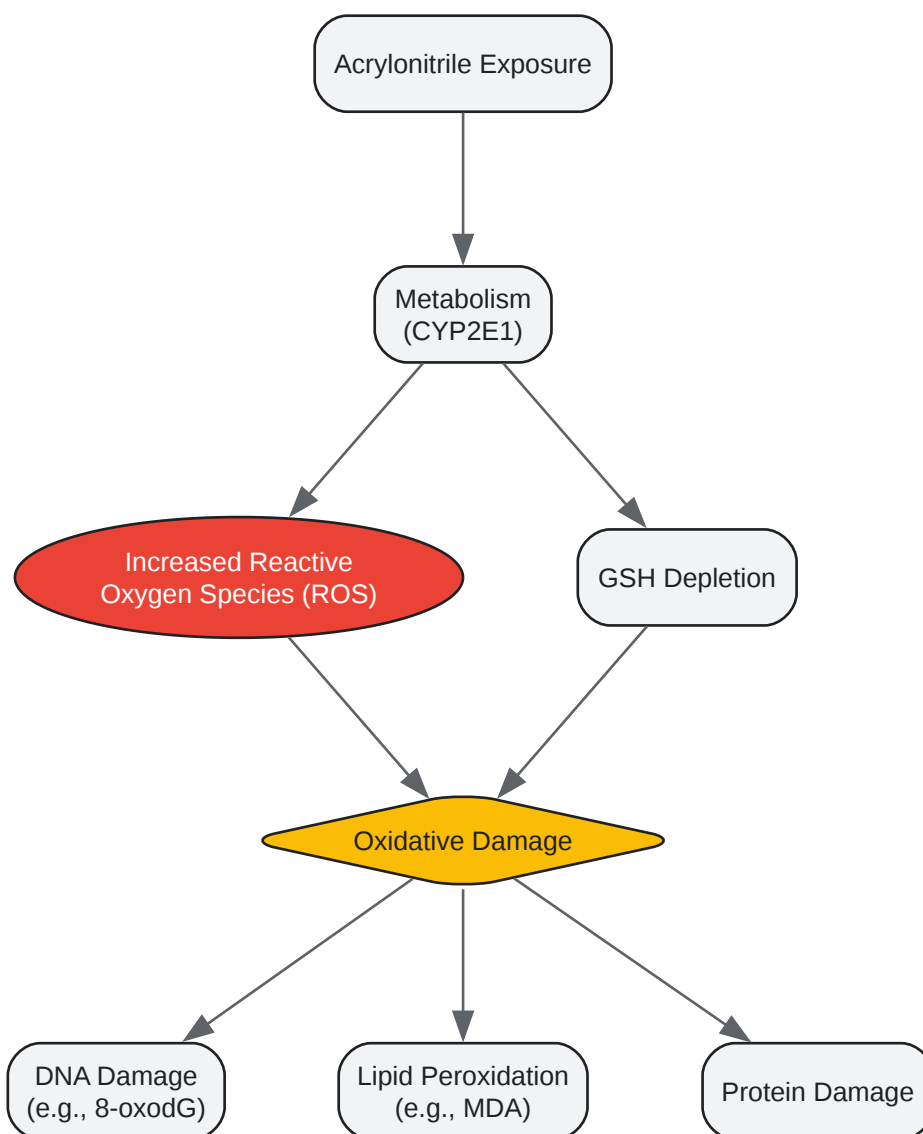 Acrylonitrile Exposure
Metabolism
(CYP2E1)
Increased Reactive
Oxygen Species (ROS)
GSH Depletion
Oxidative Damage
DNA Damage
(e.g., 8-oxodG)
Lipid Peroxidation
(e.g., MDA)
Protein Damage